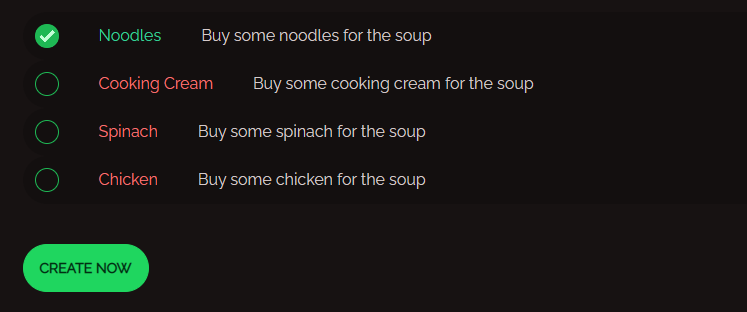 Noodles Buy some noodles for the soup
Cooking Cream Buy some cooking cream for the soup
Spinach Buy some spinach for the soup
Chicken Buy some chicken for the soup
CREATE NOW